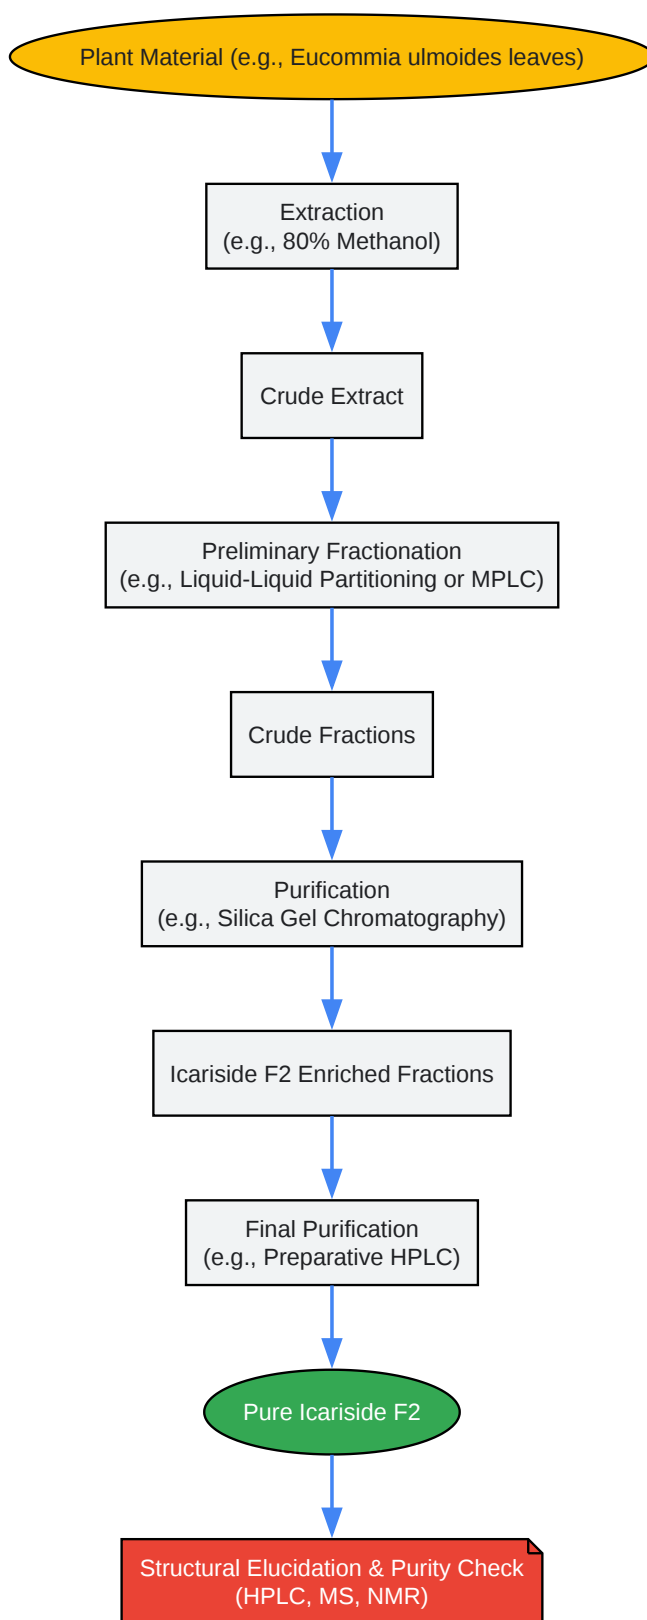 Plant Material (e.g., Eucommia ulmoides leaves)
Extraction
(e.g., 80% Methanol)
Crude Extract
Preliminary Fractionation
(e.g., Liquid-Liquid Partitioning or MPLC)
Crude Fractions
Purification
(e.g., Silica Gel Chromatography)
Icariside F2 Enriched Fractions
Final Purification
(e.g., Preparative HPLC)
Pure Icariside F2
Structural Elucidation & Purity Check
(HPLC, MS, NMR)